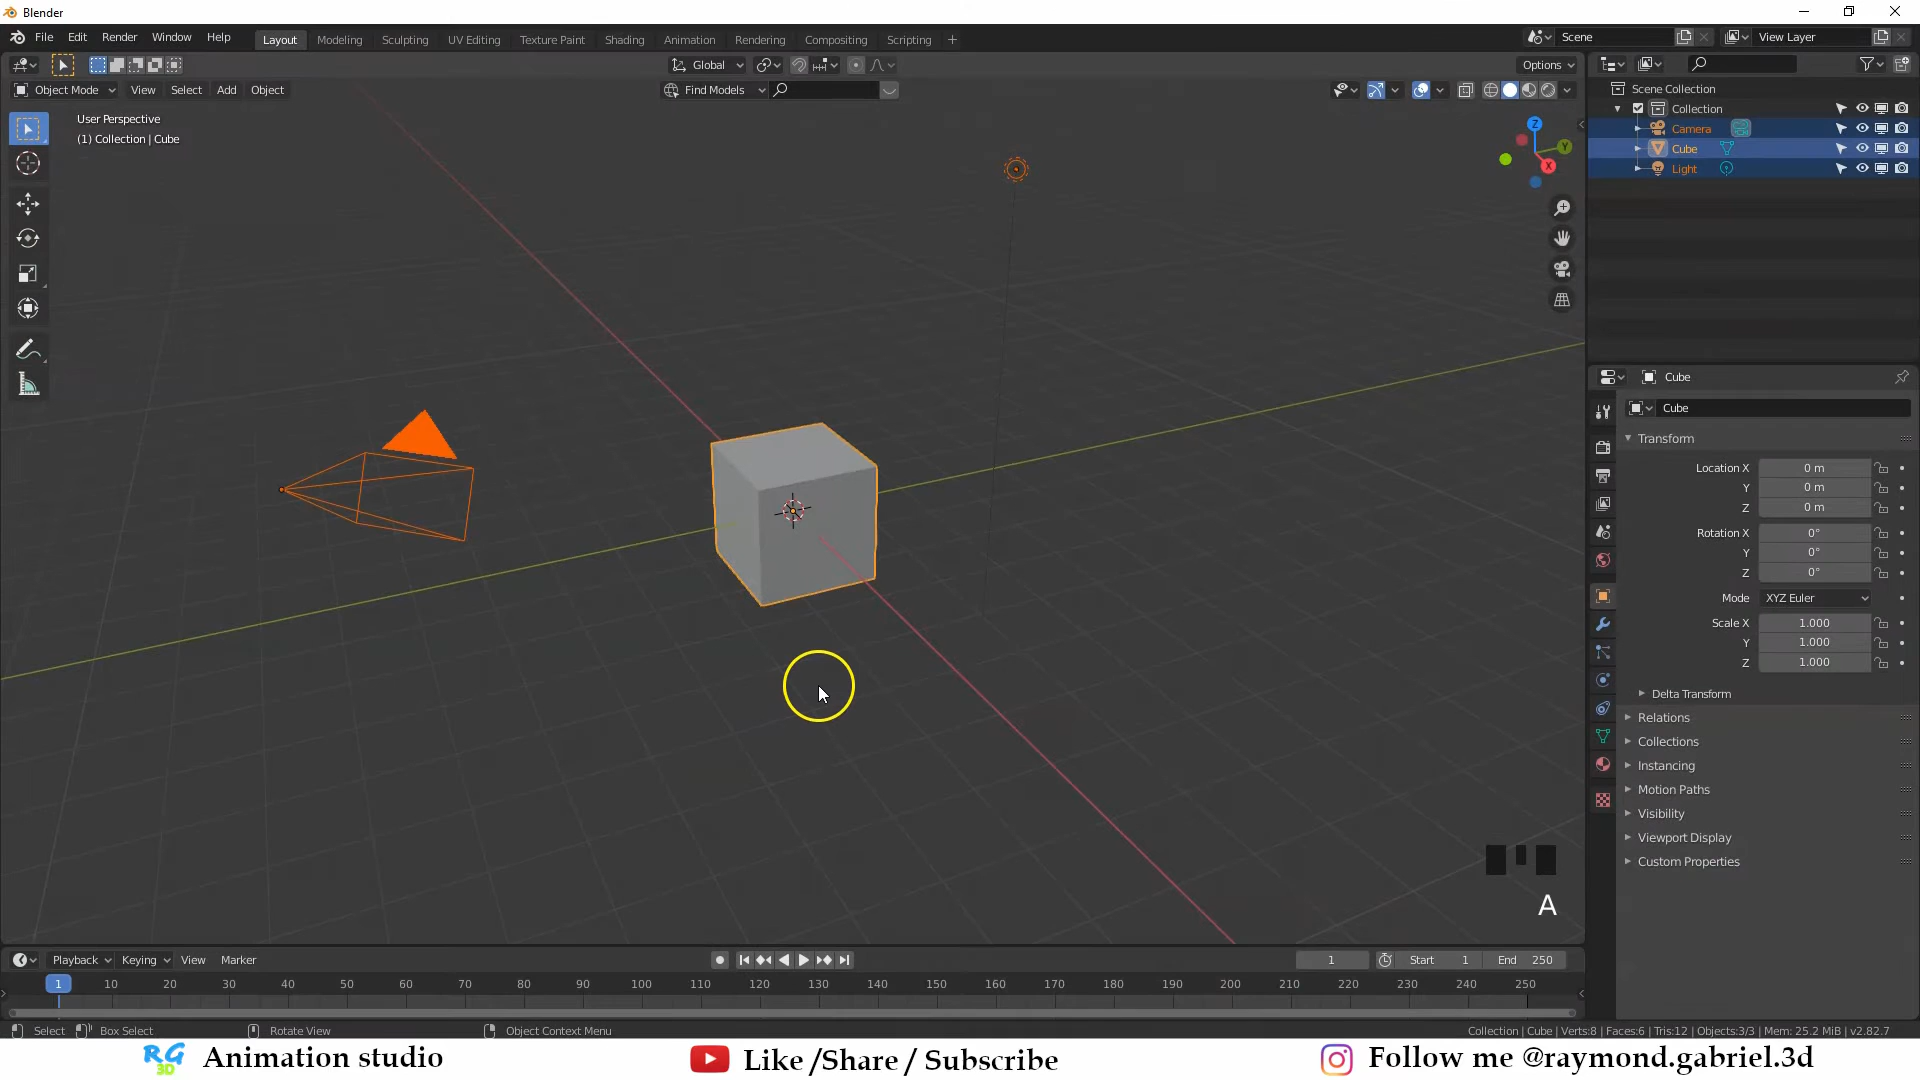 Blender
File Edit Render Window Help Layout Modeling Sculpting UV Editing Texture Paint Shading Animation Rendering Compositing Scripting + Scene View Layer
Global Options
Object Mode View Select Add Object Find Models
User Perspective
(1) Collection | Cube
Z
Y
X
Scene Collection
Collection
Camera
Cube
Light
Cube
Cube
Transform
Location X 0 m
Y 0 m
Z 0 m
Rotation X 0°
Y 0°
Z 0°
Mode XYZ Euler
Scale X 1.000
Y 1.000
Z 1.000
Delta Transform
Relations
Collections
Instancing
Motion Paths
Visibility
Viewport Display
Custom Properties
A
Playback Keying View Marker 1 Start 1 End 250
1 10 20 30 40 50 60 70 80 90 100 110 120 130 140 150 160 170 180 190 200 210 220 230 240 250
Select Box Select Rotate View Object Context Menu Collection | Cube | Verts:8 | Faces:6 | Tris:12 | Objects:3/3 | Mem: 25.2 MiB | v2.82.7
RG 3D Animation studio Like /Share / Subscribe Follow me @raymond.gabriel.3d